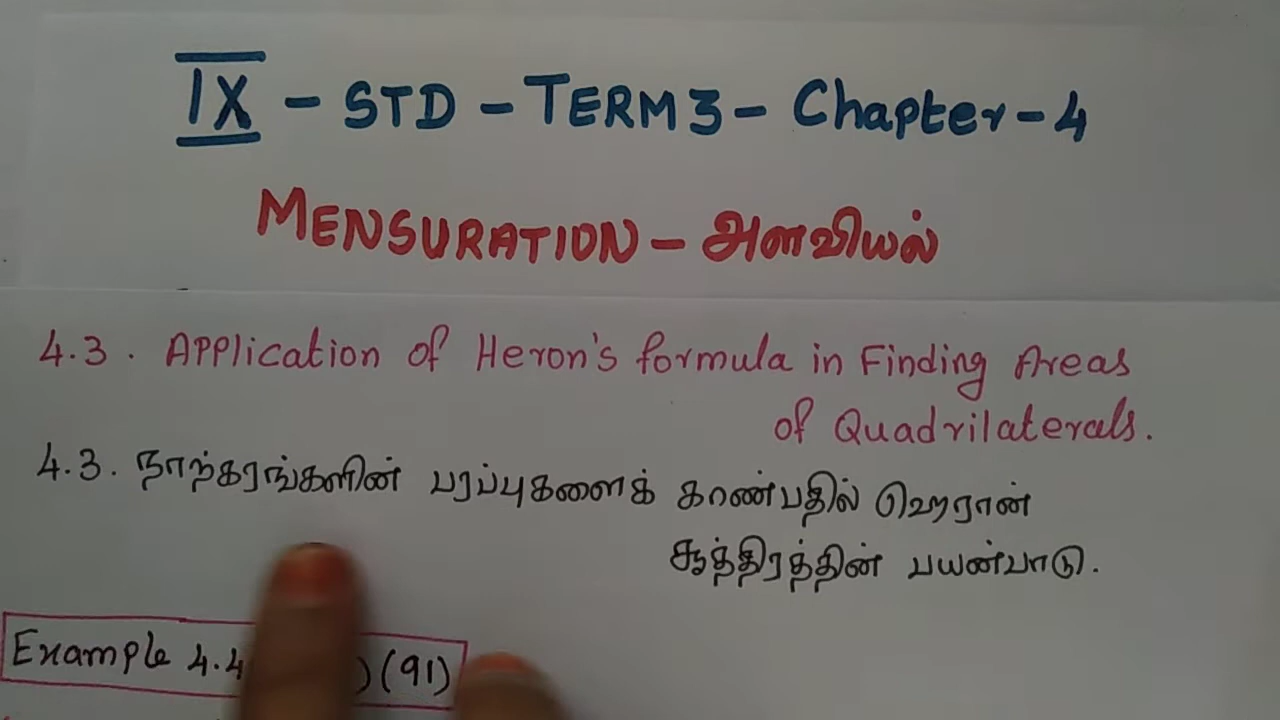 IX - STD - TERM 3 - Chapter - 4
MENSURATION - அளவியல்
4.3. Application of Heron's formula in Finding Areas
of Quadrilaterals.
4.3. நாற்கரங்களின் பரப்புகளைக் காண்பதில் ஹெரான்
சூத்திரத்தின் பயன்பாடு.
Example 4.4 ) (91)